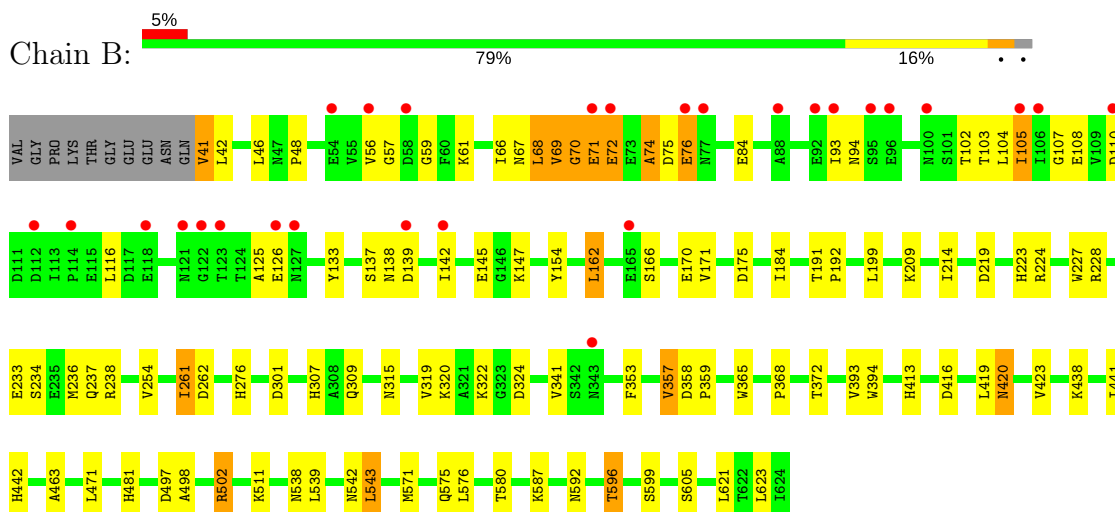 5%
Chain B:
79% 16% • •
VAL GLY PRO LYS THR GLY GLU GLU ASN GLN V41 L42 L46 N47 P48 E54 V55 V56 G57 D58 G59 F60 K61 I66 N67 L68 V69 G70 E71 E72 E73 A74 D75 E76 N77 E84 A88 E92 I93 N94 S95 E96 N100 S101 T102 T103 L104 I105 I106 G107 E108 V109 D110
D111 D112 I113 P114 E115 L116 D117 E118 N121 G122 T123 T124 A125 E126 N127 Y133 S137 N138 D139 I142 E145 G146 K147 Y154 L162 E165 S166 E170 V171 D175 I184 T191 P192 L199 K209 I214 D219 H223 R224 W227 R228
E233 S234 E235 M236 Q237 R238 V254 I261 D262 H276 D301 H307 A308 Q309 N315 V319 K320 A321 K322 G323 D324 V341 S342 N343 F353 V357 D358 P359 W365 P368 T372 V393 W394 H413 D416 L419 N420 V423 K438
H442 A463 L471 H481 D497 A498 R502 K511 N538 L539 N542 L543 M571 Q575 L576 T580 K587 N592 T596 S599 S605 L621 T622 L623 I624